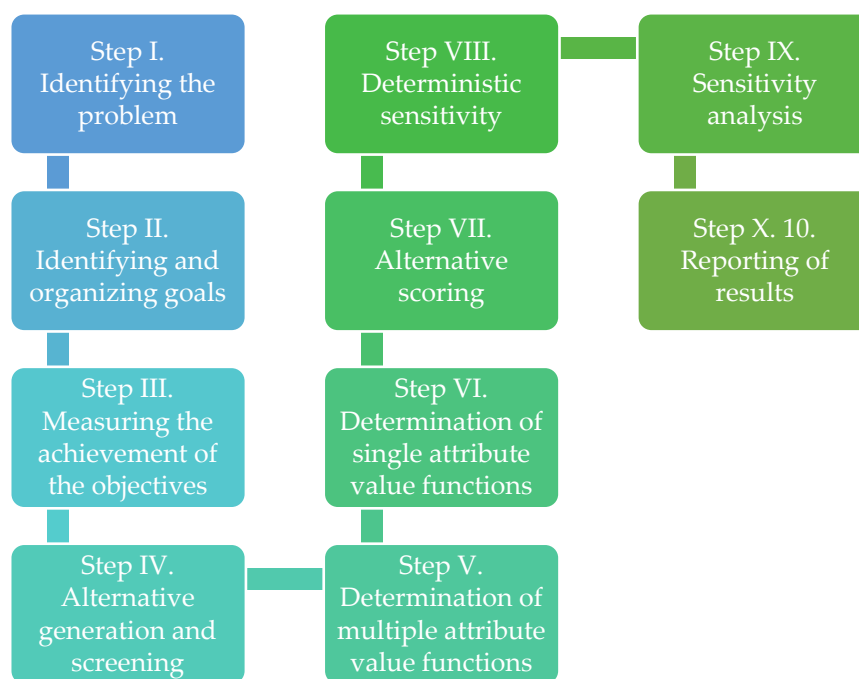 Step I.
Identifying the
problem
Step II.
Identifying and
organizing goals
Step III.
Measuring the
achievement of
the objectives
Step IV.
Alternative
generation and
screening
Step V.
Determination of
multiple attribute
value functions
Step VI.
Determination of
single attribute
value functions
Step VII.
Alternative
scoring
Step VIII.
Deterministic
sensitivity
Step IX.
Sensitivity
analysis
Step X. 10.
Reporting of
results